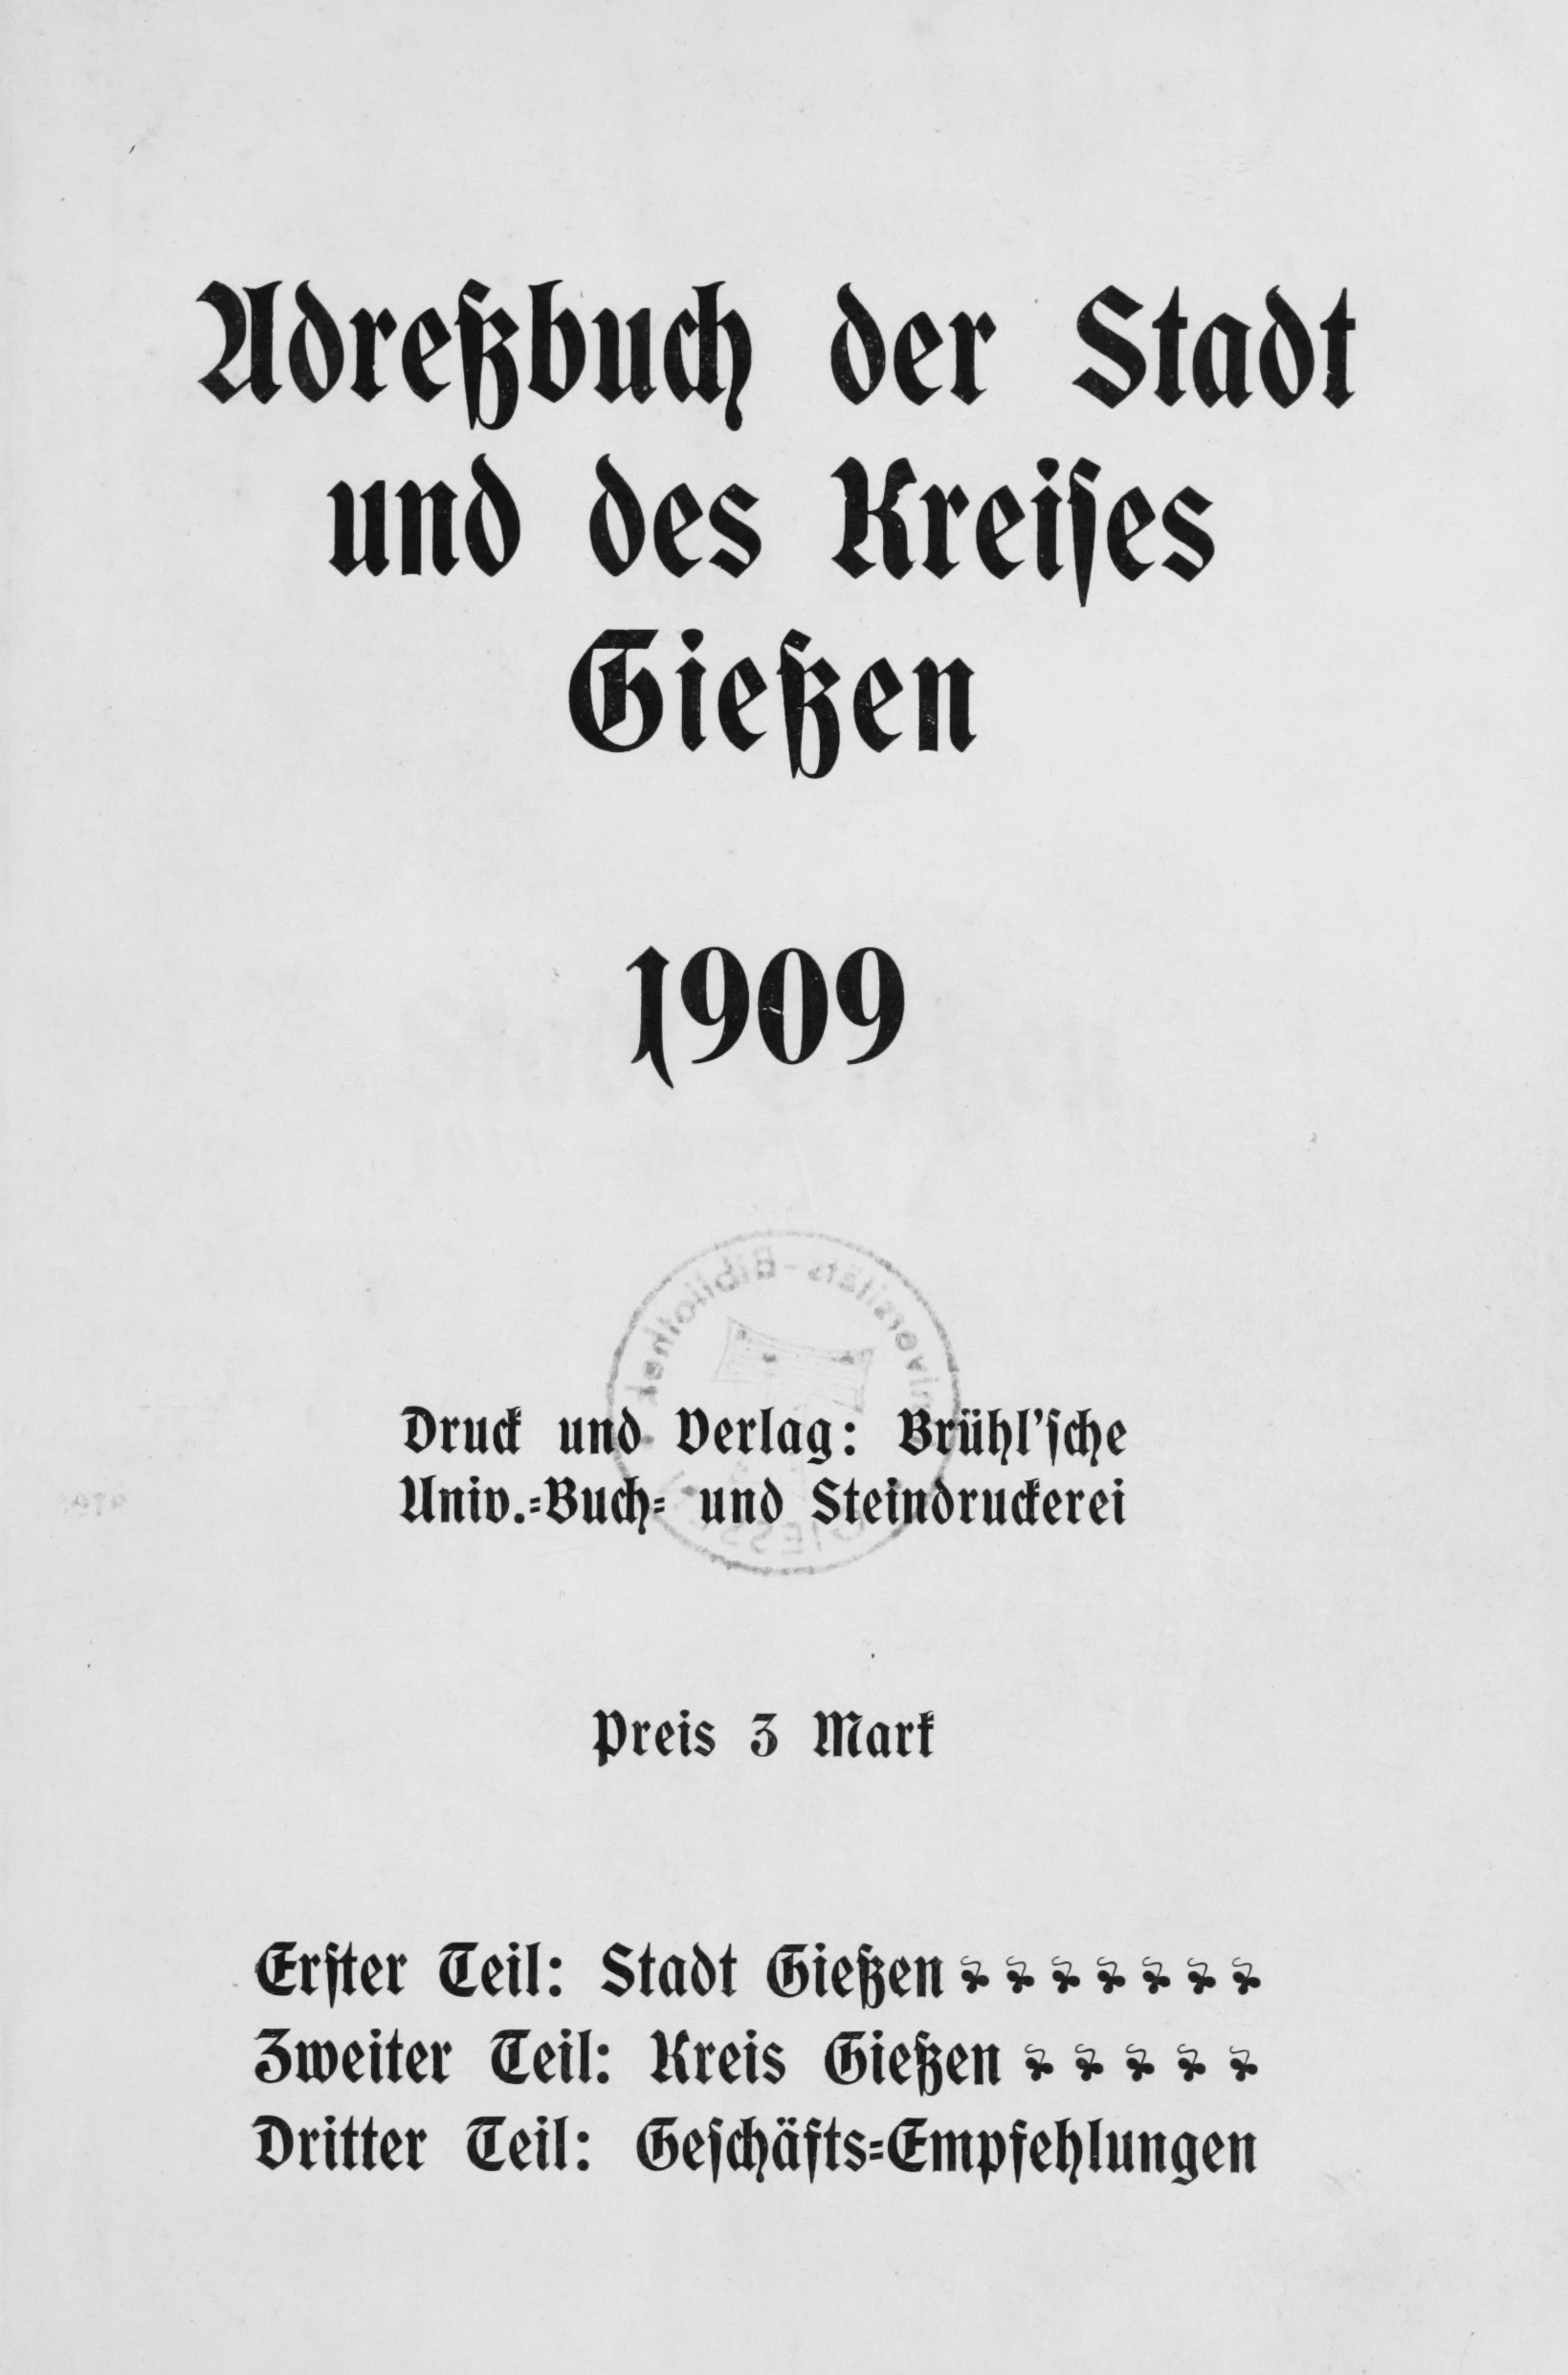 Adreßbuch der Stadt
und des Kreiſes
Gießen
1909
Druck und Verlag: Brühl'ſche
Univ.=Buch= und Steindruckerei
Preis 3 Mark
Erſter Teil: Stadt Gießen
Zweiter Teil: Kreis Gießen
Dritter Teil: Geſchäfts=Empfehlungen